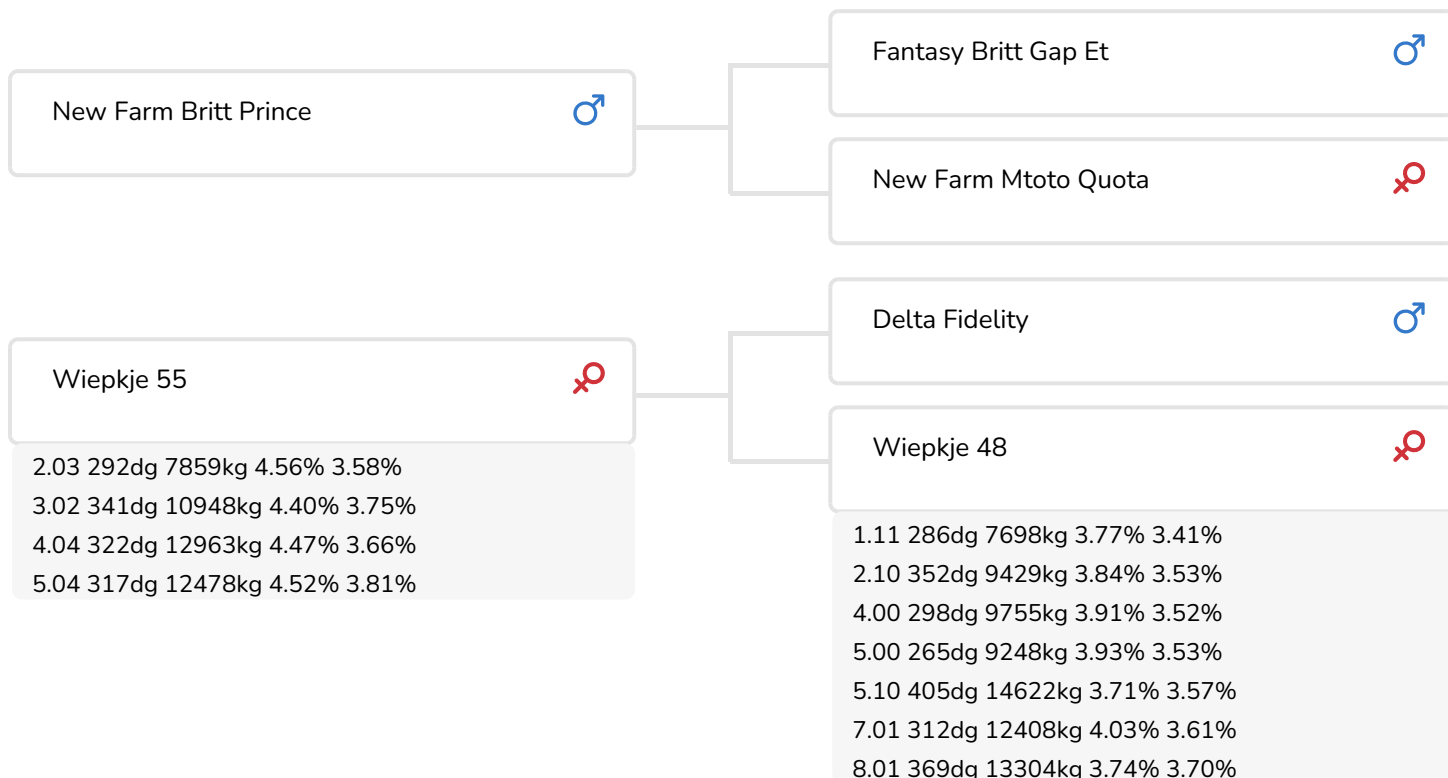 Fantasy Britt Gap Et
New Farm Britt Prince
New Farm Mtoto Quota
Delta Fidelity
Wiepkje 55
2.03 292dg 7859kg 4.56% 3.58%
3.02 341dg 10948kg 4.40% 3.75%
4.04 322dg 12963kg 4.47% 3.66%
5.04 317dg 12478kg 4.52% 3.81%
Wiepkje 48
1.11 286dg 7698kg 3.77% 3.41%
2.10 352dg 9429kg 3.84% 3.53%
4.00 298dg 9755kg 3.91% 3.52%
5.00 265dg 9248kg 3.93% 3.53%
5.10 405dg 14622kg 3.71% 3.57%
7.01 312dg 12408kg 4.03% 3.61%
8.01 369dg 13304kg 3.74% 3.70%